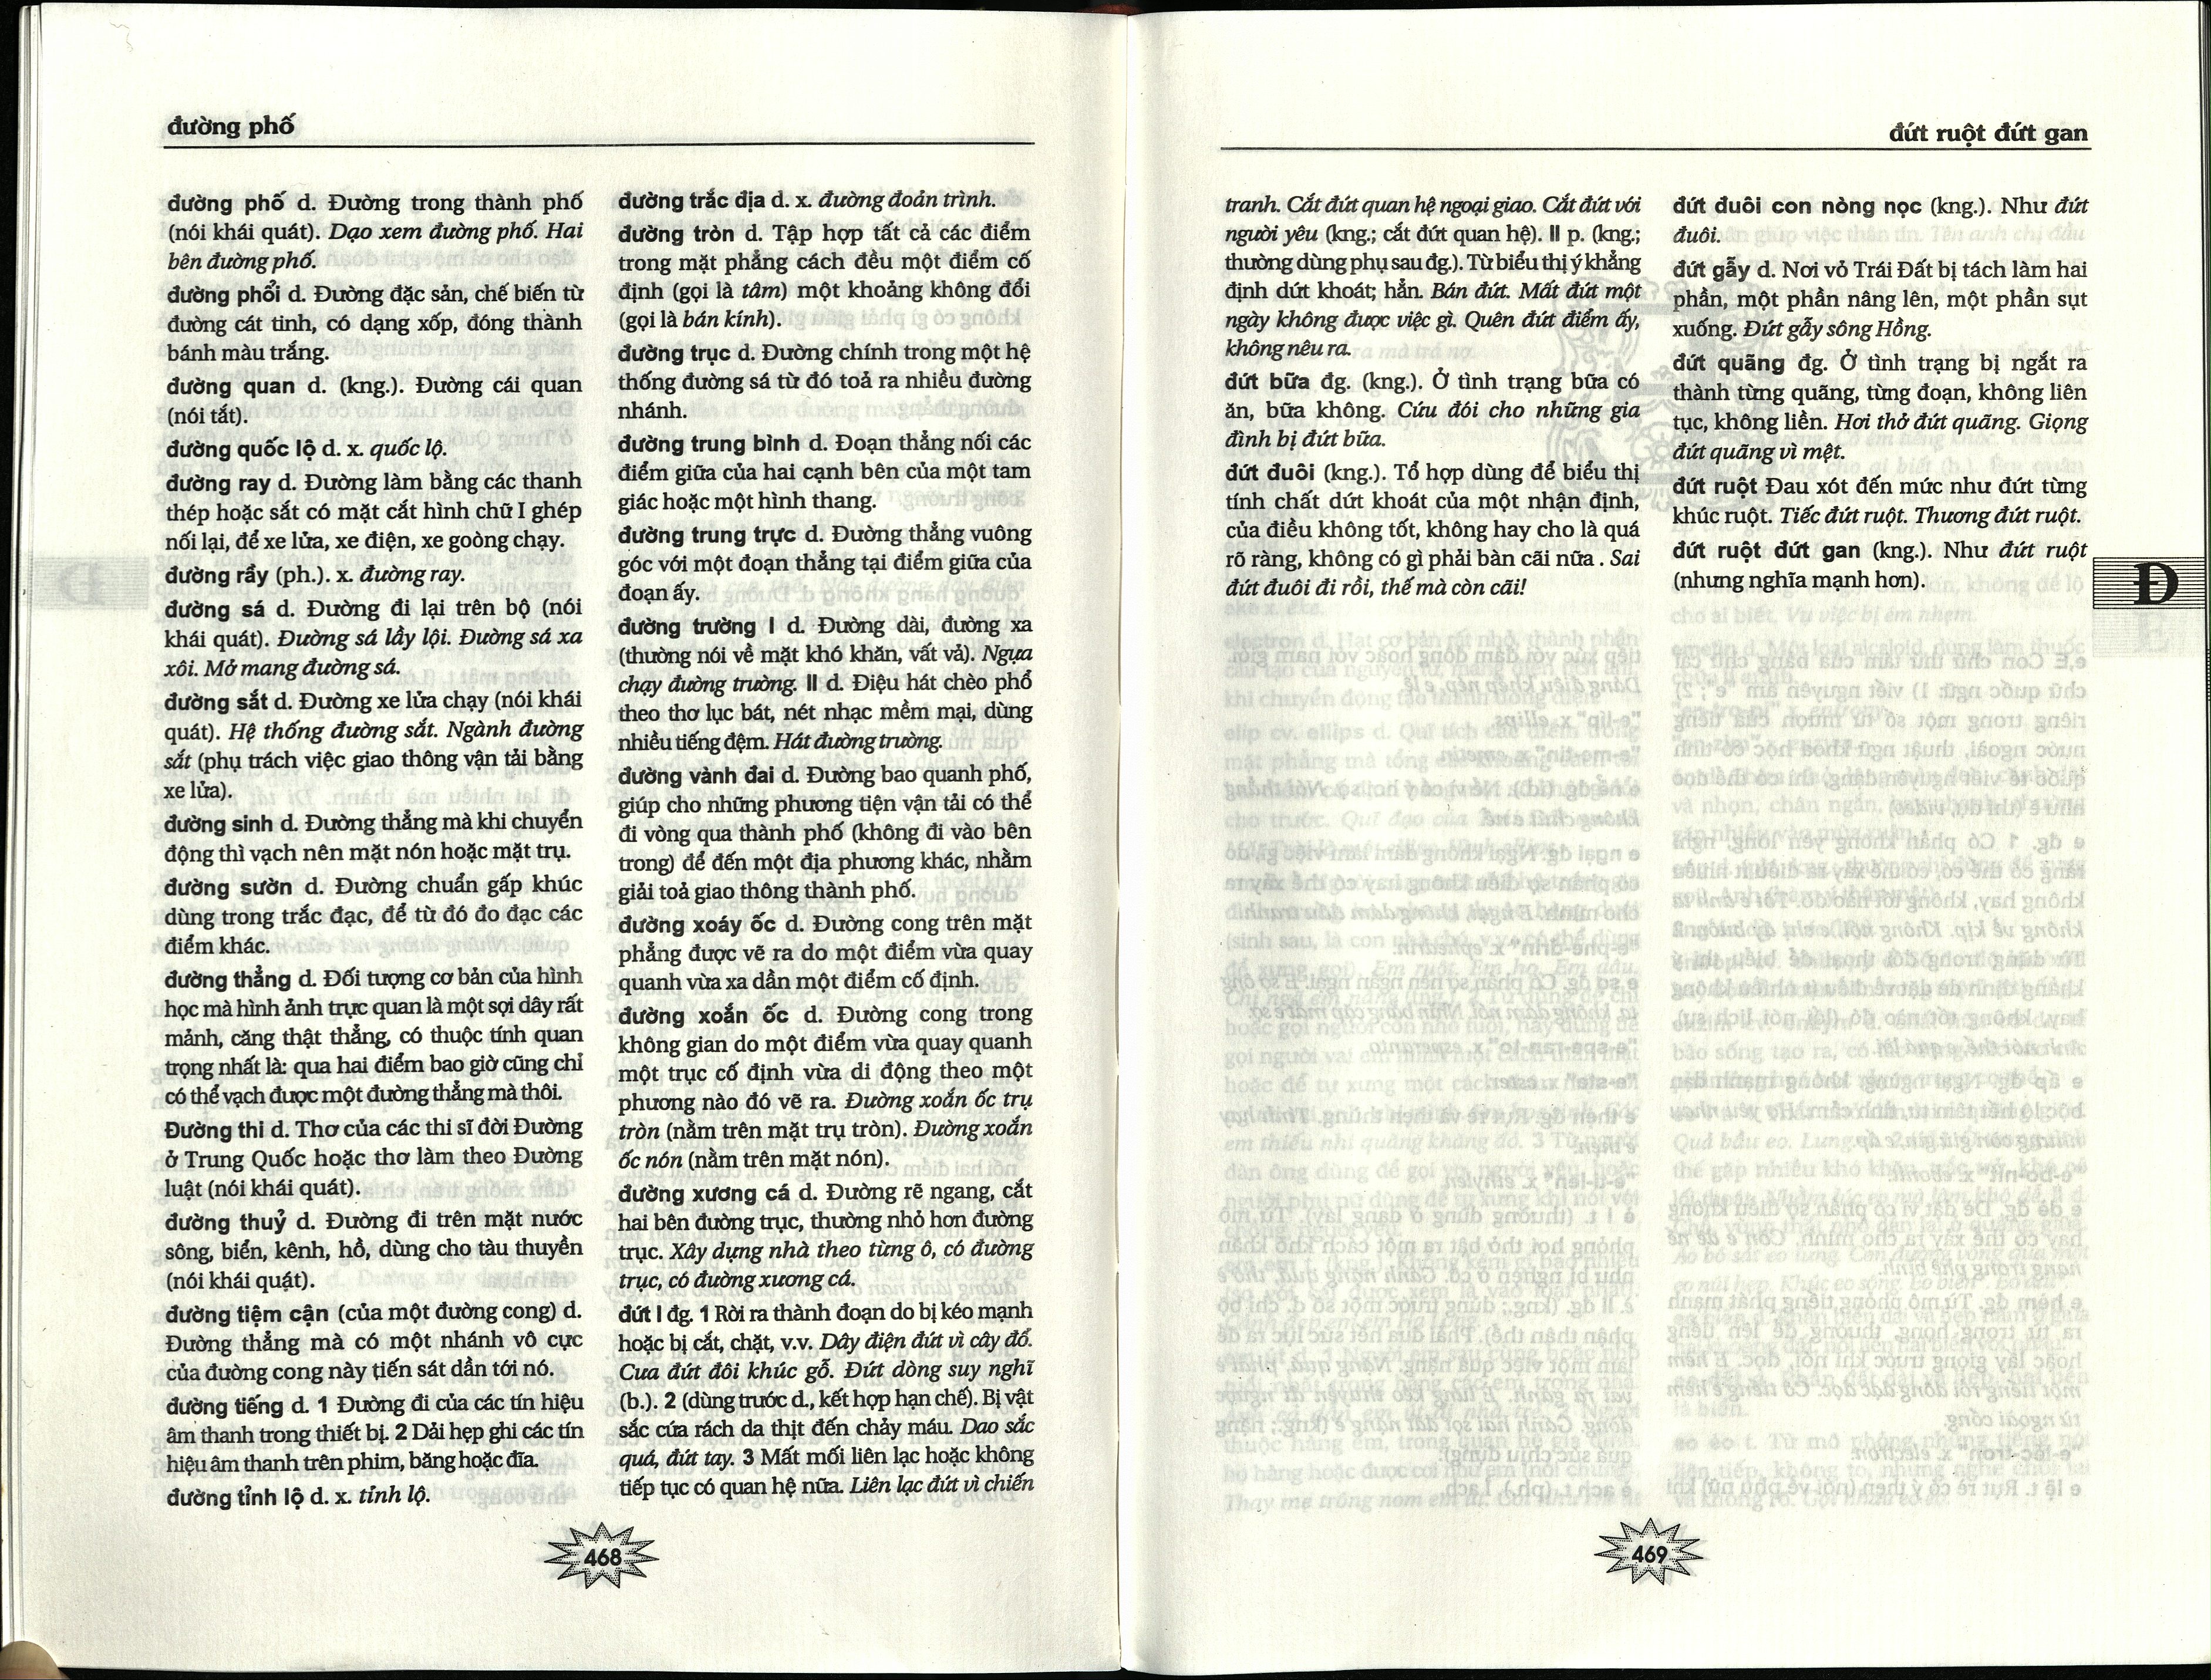 đường phố
đường phố d. Đường trong thành phố
(nói khái quát). Dạo xem đường phố. Hai
bên đường phố.
đường phổi d. Đường đặc sản, chế biến từ
đường cát tinh, có dạng xốp, đóng thành
bánh màu trắng.
đường quan d. (kng.). Đường cái quan
(nói tắt).
đường quốc lộ d. x. quốc lộ.
đường ray d. Đường làm bằng các thanh
thép hoặc sắt có mặt cắt hình chữ I ghép
nối lại, để xe lửa, xe điện, xe goòng chạy.
đường rầy (ph.). x. đường ray.
đường sá d. Đường đi lại trên bộ (nói
khái quát). Đường sá lầy lội. Đường sá xa
xôi. Mở mang đường sá.
đường sắt d. Đường xe lửa chạy (nói khái
quát). Hệ thống đường sắt. Ngành đường
sắt (phụ trách việc giao thông vận tải bằng
xe lửa).
đường sinh d. Đường thẳng mà khi chuyển
động thì vạch nên mặt nón hoặc mặt trụ.
đường sườn d. Đường chuẩn gấp khúc
dùng trong trắc đạc, để từ đó đo đạc các
điểm khác.
đường thẳng d. Đối tượng cơ bản của hình
học mà hình ảnh trực quan là một sợi dây rất
mảnh, căng thật thẳng, có thuộc tính quan
trọng nhất là: qua hai điểm bao giờ cũng chỉ
có thể vạch được một đường thẳng mà thôi.
Đường thi d. Thơ của các thi sĩ đời Đường
ở Trung Quốc hoặc thơ làm theo Đường
luật (nói khái quát).
đường thuỷ d. Đường đi trên mặt nước
sông, biển, kênh, hồ, dùng cho tàu thuyền
(nói khái quát).
đường tiệm cận (của một đường cong) d.
Đường thẳng mà có một nhánh vô cực
của đường cong này tiến sát dần tới nó.
đường tiếng d. 1 Đường đi của các tín hiệu
âm thanh trong thiết bị. 2 Dải hẹp ghi các tín
hiệu âm thanh trên phim, băng hoặc đĩa.
đường tỉnh lộ d. x. tỉnh lộ.
đường trắc địa d. x. đường đoản trình.
đường tròn d. Tập hợp tất cả các điểm
trong mặt phẳng cách đều một điểm cố
định (gọi là tâm) một khoảng không đổi
(gọi là bán kính).
đường trục d. Đường chính trong một hệ
thống đường sá từ đó toả ra nhiều đường
nhánh.
đường trung bình d. Đoạn thẳng nối các
điểm giữa của hai cạnh bên của một tam
giác hoặc một hình thang.
đường trung trực d. Đường thẳng vuông
góc với một đoạn thẳng tại điểm giữa của
đoạn ấy.
đường trường I d. Đường dài, đường xa
(thường nói về mặt khó khăn, vất vả). Ngựa
chạy đường trường. II d. Điệu hát chèo phổ
theo thơ lục bát, nét nhạc mềm mại, dùng
nhiều tiếng đệm. Hát đường trường.
đường vành đai d. Đường bao quanh phố,
giúp cho những phương tiện vận tải có thể
đi vòng qua thành phố (không đi vào bên
trong) để đến một địa phương khác, nhằm
giải toả giao thông thành phố.
đường xoáy ốc d. Đường cong trên mặt
phẳng được vẽ ra do một điểm vừa quay
quanh vừa xa dần một điểm cố định.
đường xoắn ốc d. Đường cong trong
không gian do một điểm vừa quay quanh
một trục cố định vừa di động theo một
phương nào đó vẽ ra. Đường xoắn ốc trụ
tròn (nằm trên mặt trụ tròn). Đường xoắn
ốc nón (nằm trên mặt nón).
đường xương cá d. Đường rẽ ngang, cắt
hai bên đường trục, thường nhỏ hơn đường
trục. Xây dựng nhà theo từng ô, có đường
trục, có đường xương cá.
đứt I đg. 1 Rời ra thành đoạn do bị kéo mạnh
hoặc bị cắt, chặt, v.v. Dây điện đứt vì cây đổ.
Cưa đứt đôi khúc gỗ. Đứt dòng suy nghĩ
(b.). 2 (dùng trước d., kết hợp hạn chế). Bị vật
sắc cứa rách da thịt đến chảy máu. Dao sắc
quá, đứt tay. 3 Mất mối liên lạc hoặc không
tiếp tục có quan hệ nữa. Liên lạc đứt vì chiến
468
đứt ruột đứt gan
tranh. Cắt đứt quan hệ ngoại giao. Cắt đứt với
người yêu (kng.; cắt đứt quan hệ). II p. (kng.;
thường dùng phụ sau đg.). Từ biểu thị ý khẳng
định dứt khoát; hẳn. Bán đứt. Mất đứt một
ngày không được việc gì. Quên đứt điểm ấy,
không nêu ra.
đứt bữa đg. (kng.). Ở tình trạng bữa có
ăn, bữa không. Cứu đói cho những gia
đình bị đứt bữa.
đứt đuôi (kng.). Tổ hợp dùng để biểu thị
tính chất dứt khoát của một nhận định,
của điều không tốt, không hay cho là quá
rõ ràng, không có gì phải bàn cãi nữa . Sai
đứt đuôi đi rồi, thế mà còn cãi!
đứt đuôi con nòng nọc (kng.). Như đứt
đuôi.
đứt gẫy d. Nơi vỏ Trái Đất bị tách làm hai
phần, một phần nâng lên, một phần sụt
xuống. Đứt gẫy sông Hồng.
đứt quãng đg. Ở tình trạng bị ngắt ra
thành từng quãng, từng đoạn, không liên
tục, không liền. Hơi thở đứt quãng. Giọng
đứt quãng vì mệt.
đứt ruột Đau xót đến mức như đứt từng
khúc ruột. Tiếc đứt ruột. Thương đứt ruột.
đứt ruột đứt gan (kng.). Như đứt ruột
(nhưng nghĩa mạnh hơn).
Đ
469